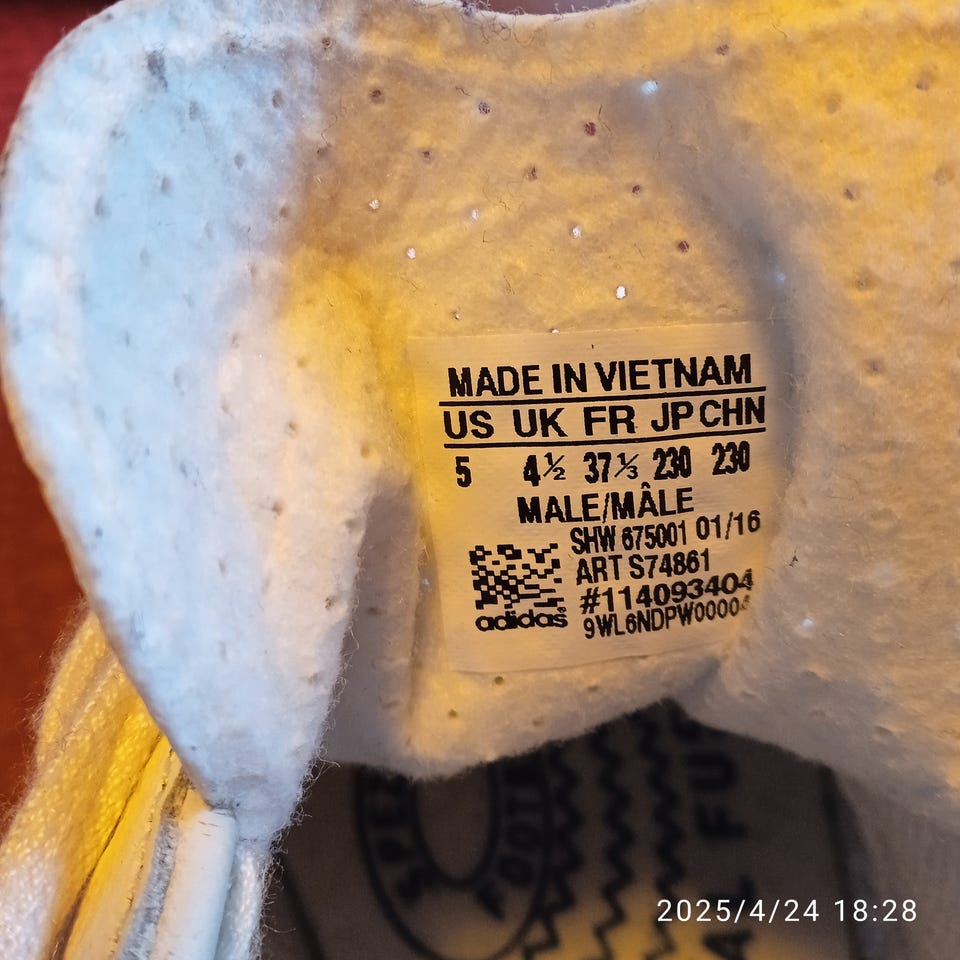 MADE IN VIETNAM
US UK FR JP CHN
5 4½ 37⅓ 230 230
MALE/MÂLE
SHW 675001 01/16
ART S74861
#114093404
adidas
9WL6NDPW00004
2025/4/24 18:28